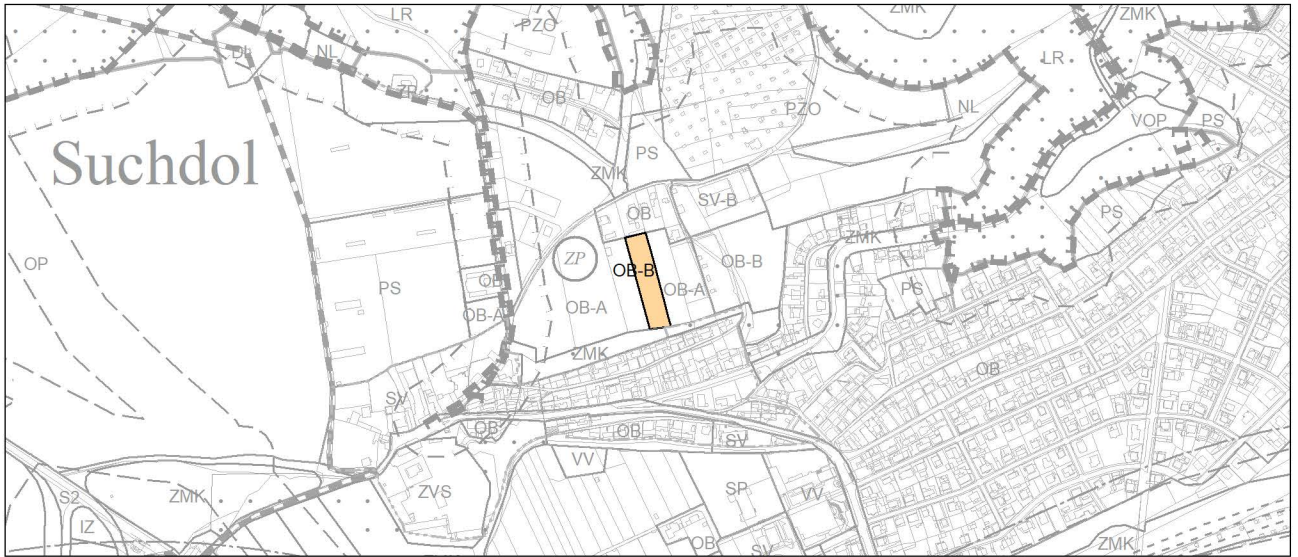 LR
ZMK
PZO
NL
LR
OB
PZO
NL
VOP
PS
Suchdol
PS
ZMK
SV-B
OB
PS
ZMK
OP
ZP
OB-B
OB-B
OB
PS
OB-A
PS
OB-A
OB-A
ZMK
OB
SV
OB
OB
SV
VV
ZMK
S2
ZVS
SP
VV
IZ
OB
SV
ZMK